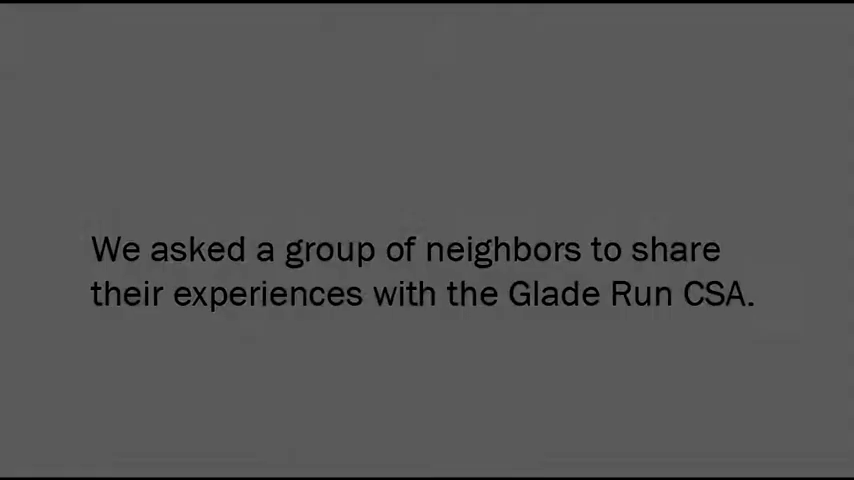 We asked a group of neighbors to share
their experiences with the Glade Run CSA.